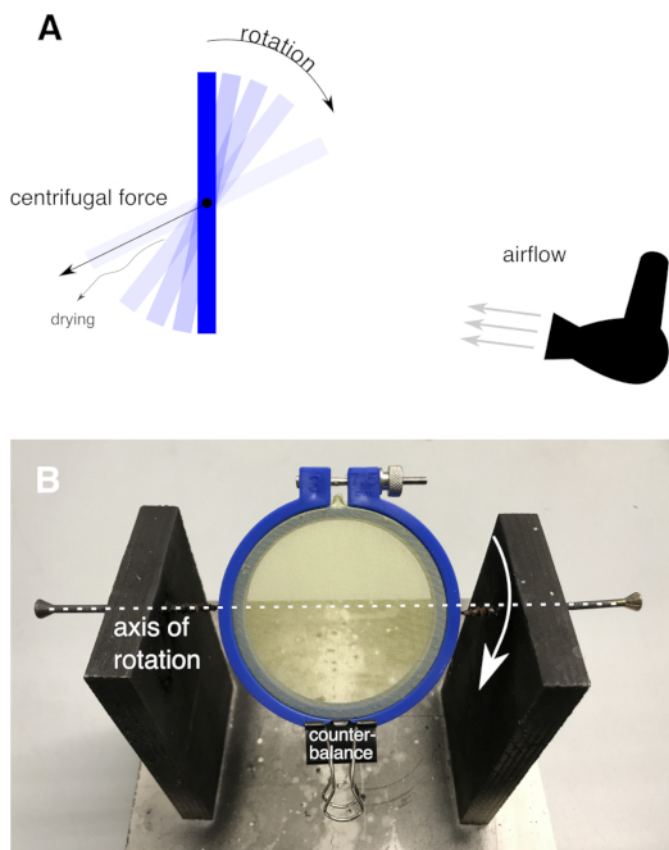 A
rotation
centrifugal force
airflow
drying
B
axis of
rotation
counter-
balance